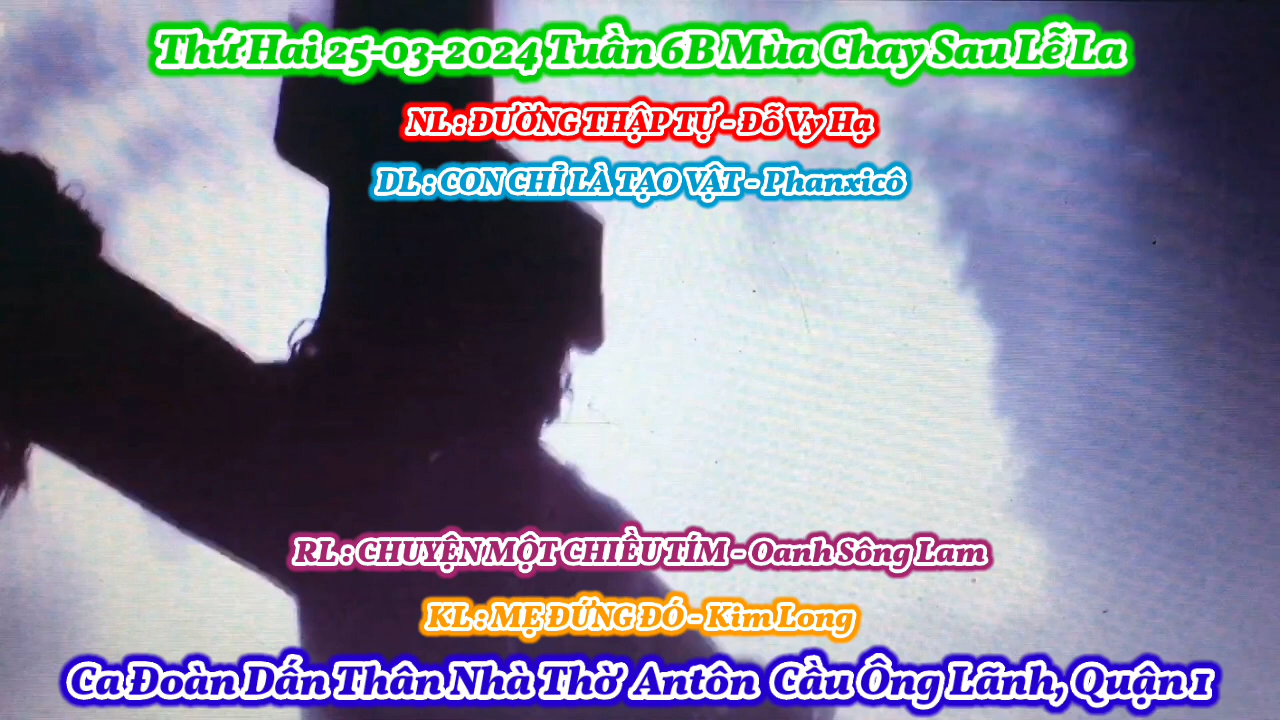 Thứ Hai 25-03-2024 Tuần 6B Mùa Chay Sau Lễ La
NL : ĐƯỜNG THẬP TỰ - Đỗ Vy Hạ
DL : CON CHỈ LÀ TẠO VẬT - Phanxicô
RL : CHUYỆN MỘT CHIỀU TÍM - Oanh Sông Lam
KL : MẸ ĐỨNG ĐÓ - Kim Long
Ca Đoàn Dấn Thân Nhà Thờ Antôn Cầu Ông Lãnh, Quận 1